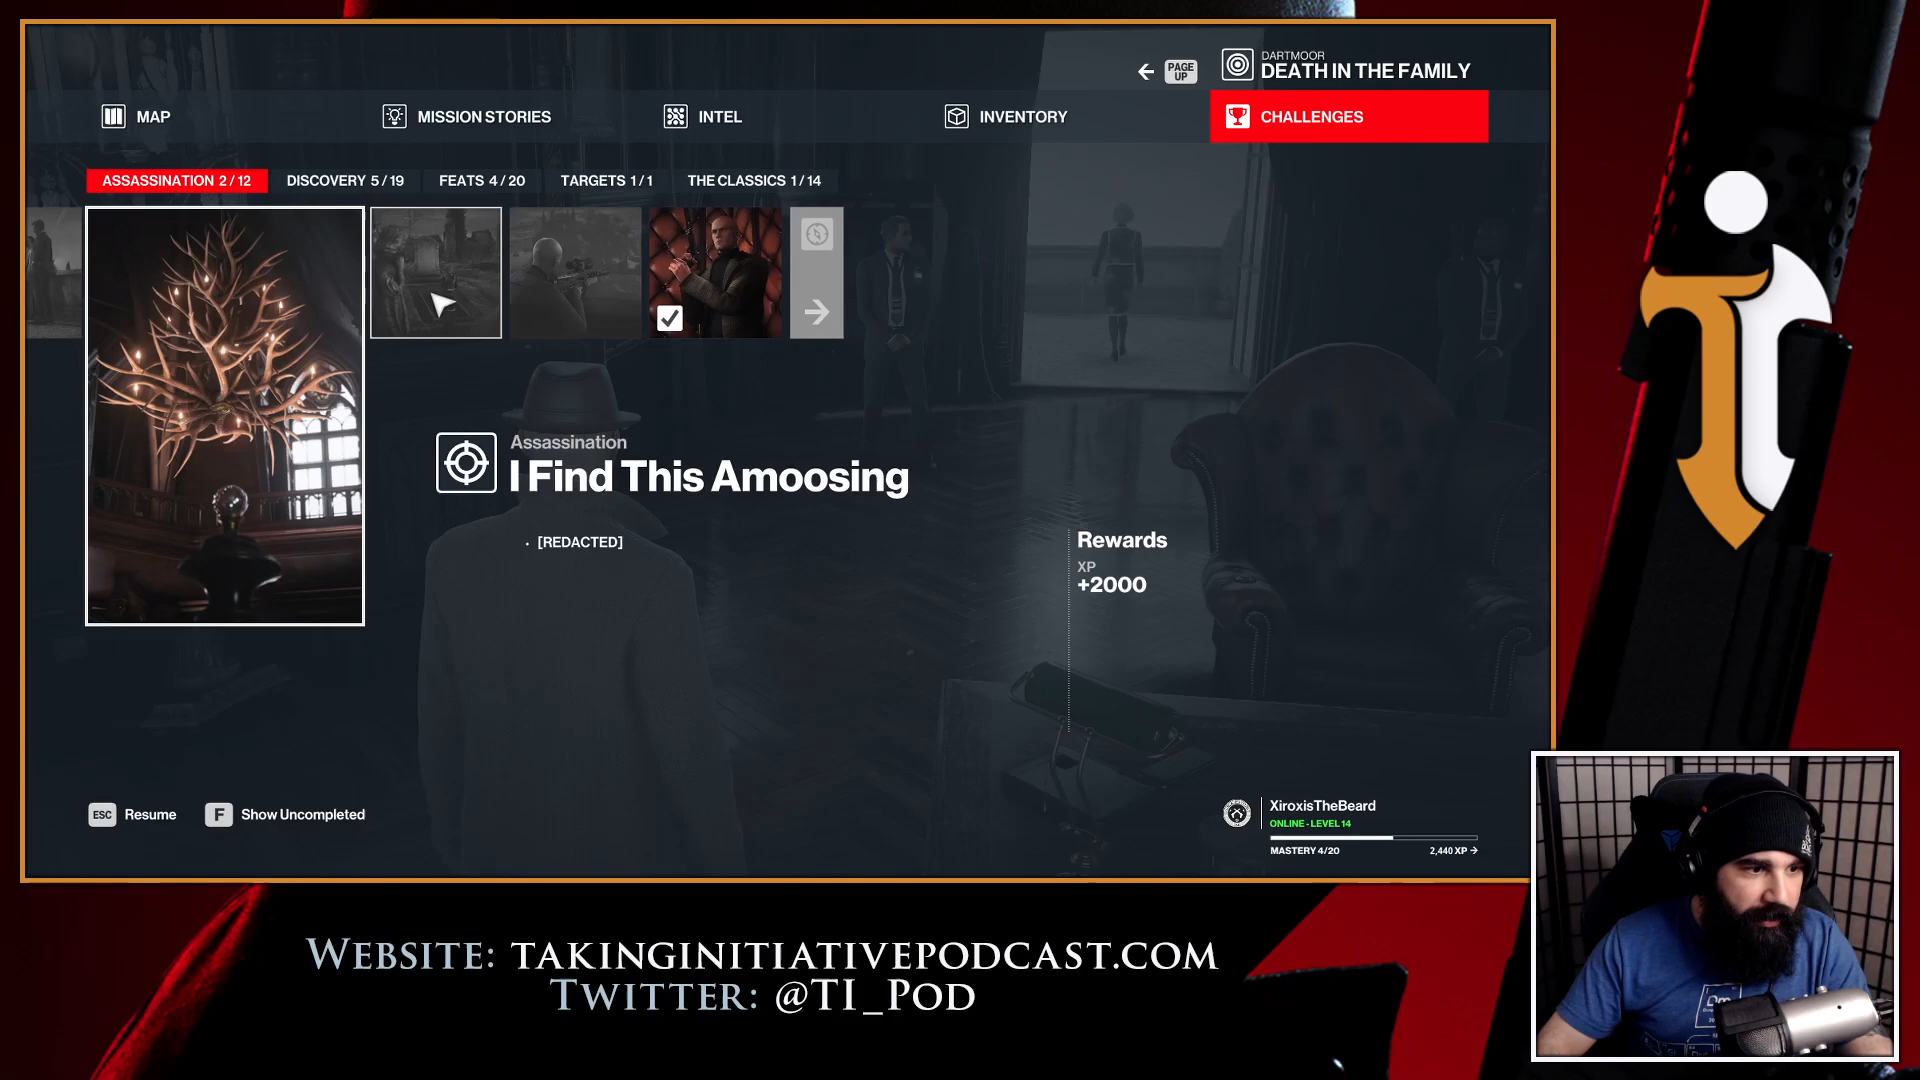 PAGE UP
DARTMOOR
DEATH IN THE FAMILY
MAP
MISSION STORIES
INTEL
INVENTORY
CHALLENGES
ASSASSINATION 2 / 12
DISCOVERY 5 / 19
FEATS 4 / 20
TARGETS 1 / 1
THE CLASSICS 1 / 14
Assassination
I Find This Amoosing
• [REDACTED]
Rewards
XP
+2000
ESC Resume
F Show Uncompleted
XiroxisTheBeard
ONLINE - LEVEL 14
MASTERY 4/20
2,440 XP →
WEBSITE: TAKINGINITIATIVEPODCAST.COM
TWITTER: @TI_POD
Dm